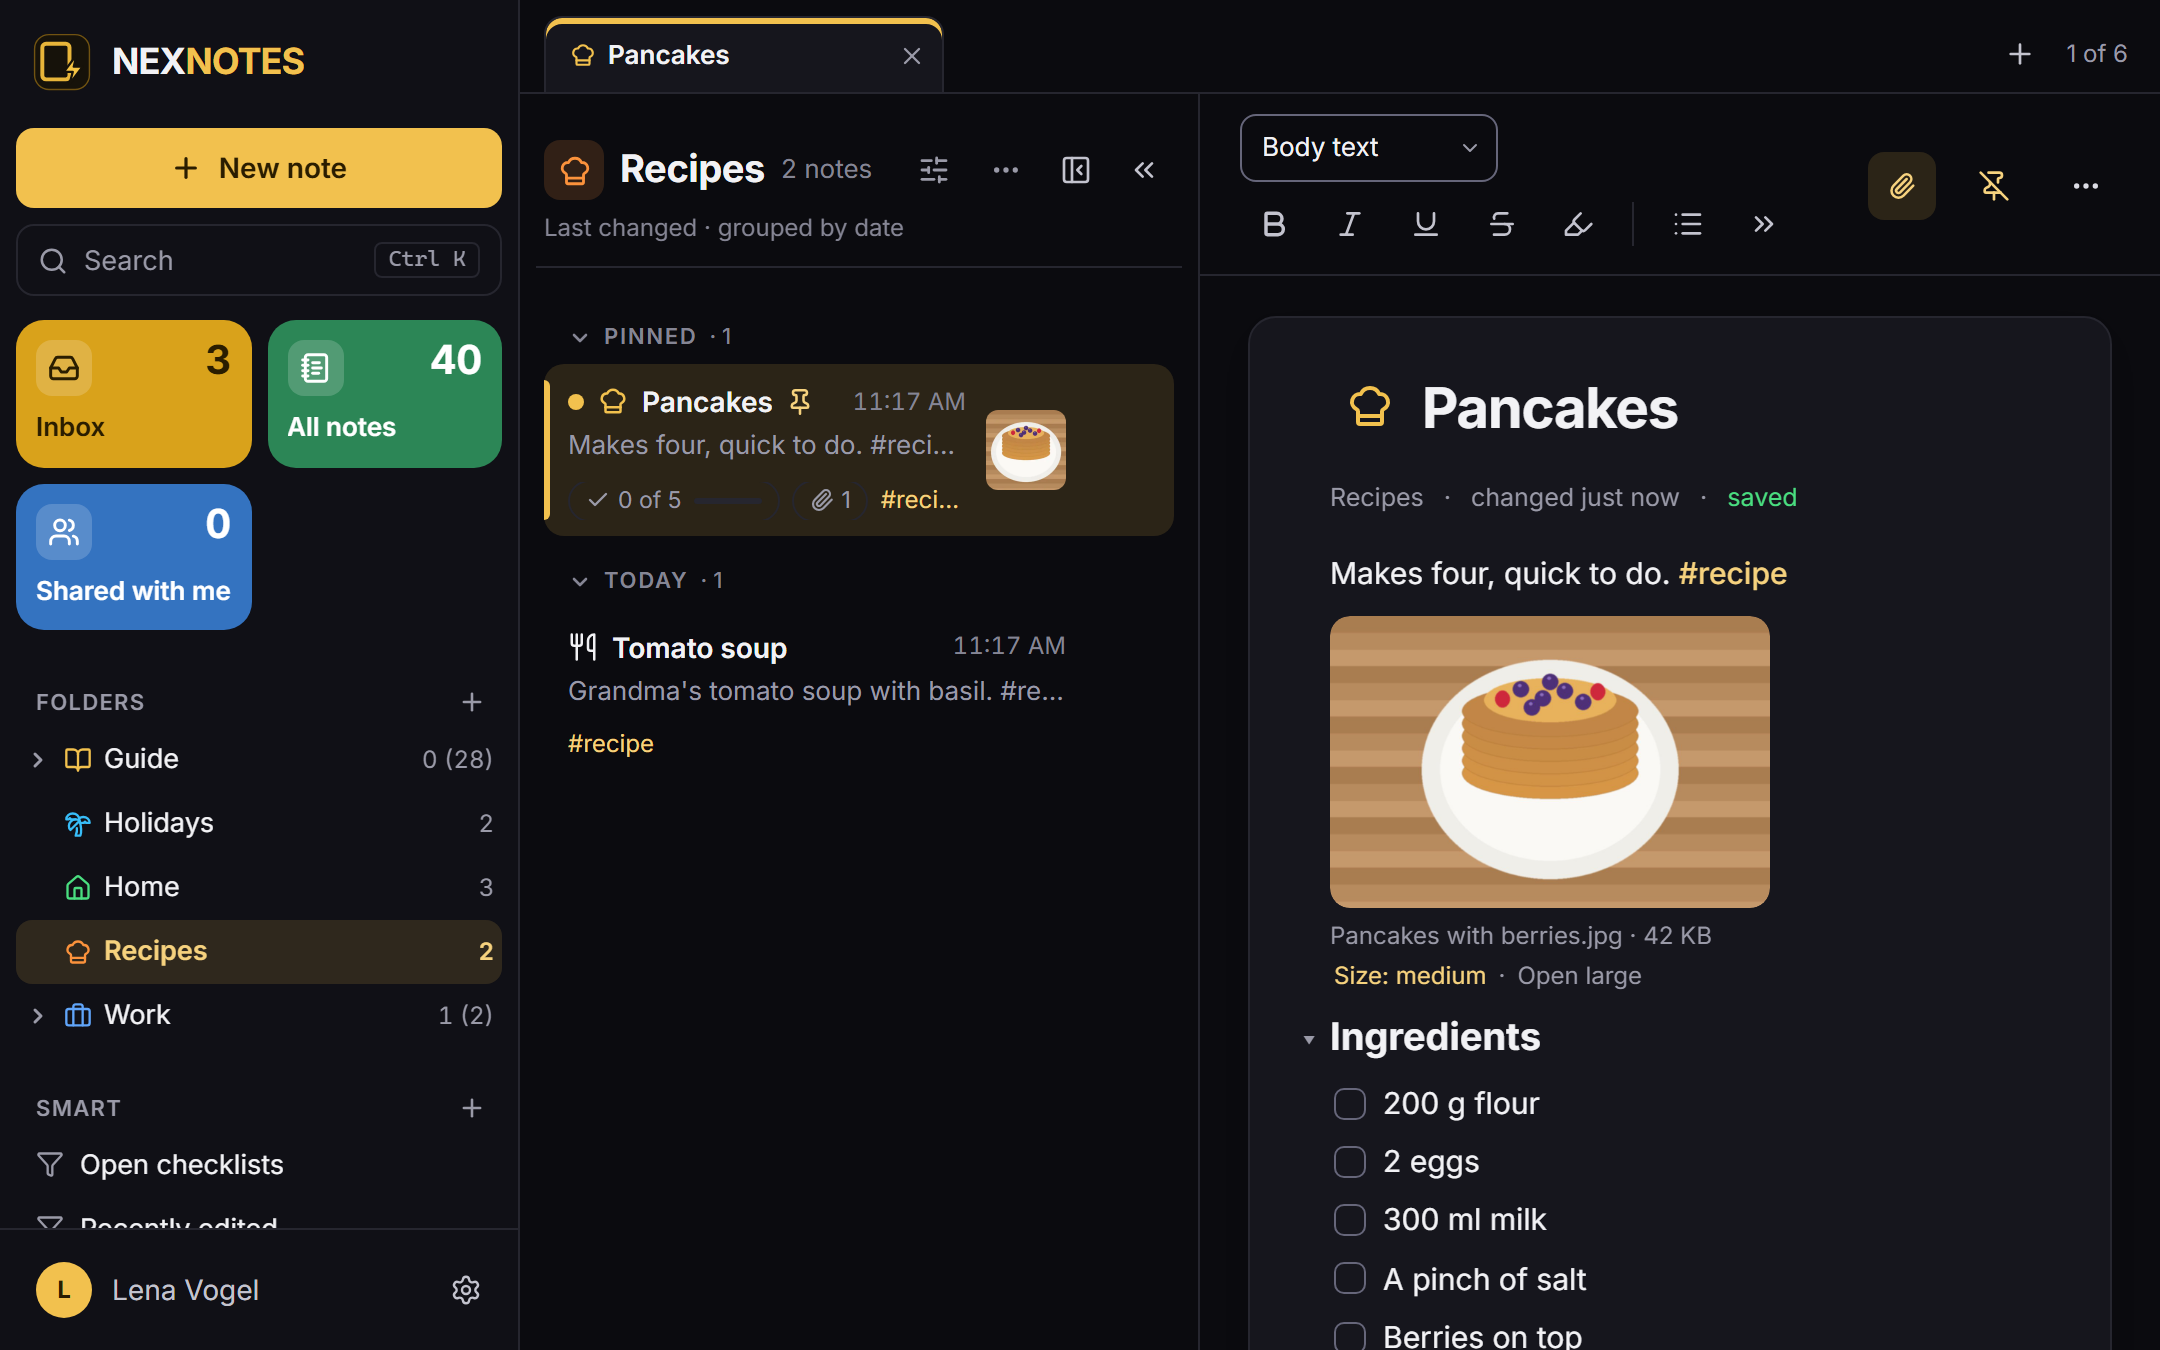 NEXNOTES
New note
Search Ctrl K
3
Inbox
40
All notes
0
Shared with me
FOLDERS
Guide 0 (28)
Holidays 2
Home 3
Recipes 2
Work 1 (2)
SMART
Open checklists
Recently edited
L Lena Vogel
Pancakes
1 of 6
Recipes 2 notes
Last changed · grouped by date
PINNED · 1
Pancakes 11:17 AM
Makes four, quick to do. #reci...
0 of 5 1 #reci...
TODAY · 1
Tomato soup 11:17 AM
Grandma's tomato soup with basil. #re...
#recipe
Body text
B I U S
Pancakes
Recipes · changed just now · saved
Makes four, quick to do. #recipe
Pancakes with berries.jpg · 42 KB
Size: medium · Open large
Ingredients
200 g flour
2 eggs
300 ml milk
A pinch of salt
Berries on top